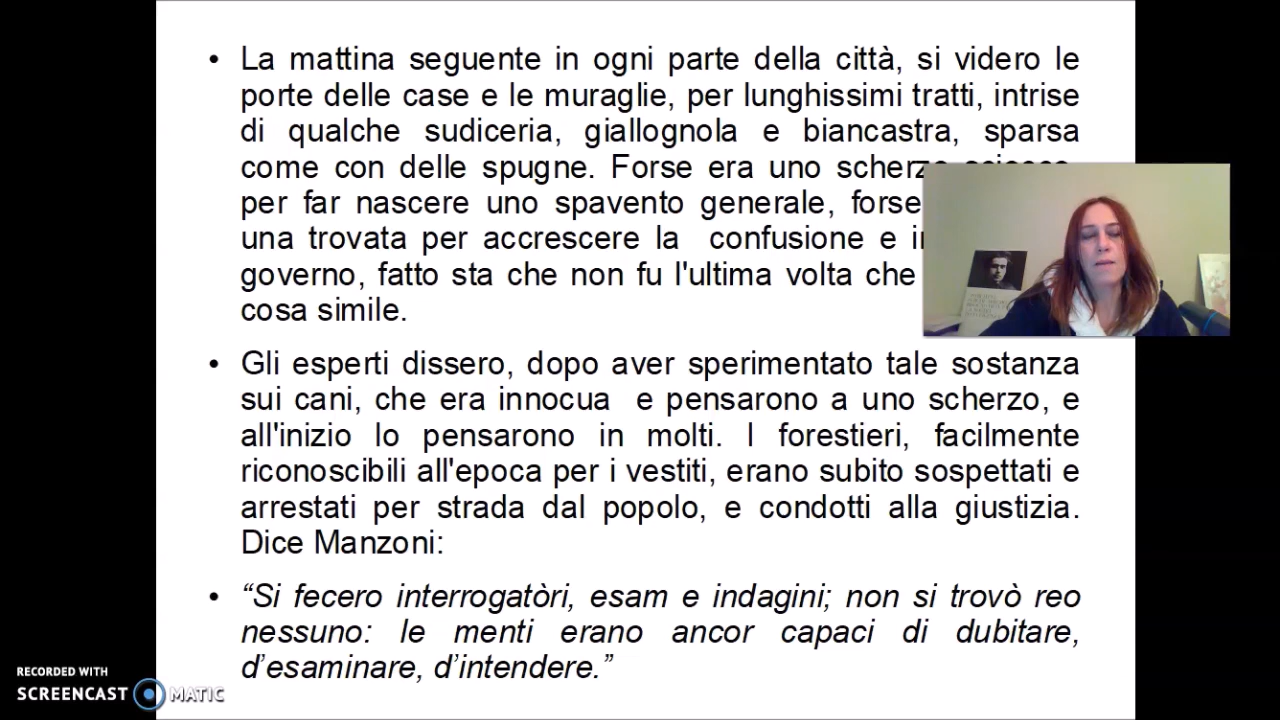 • La mattina seguente in ogni parte della città, si videro le
porte delle case e le muraglie, per lunghissimi tratti, intrise
di qualche sudiceria, giallognola e biancastra, sparsa
come con delle spugne. Forse era uno scherzo
per far nascere uno spavento generale, forse
una trovata per accrescere la confusione e
governo, fatto sta che non fu l'ultima volta che
cosa simile.
• Gli esperti dissero, dopo aver sperimentato tale sostanza
sui cani, che era innocua e pensarono a uno scherzo, e
all'inizio lo pensarono in molti. I forestieri, facilmente
riconoscibili all'epoca per i vestiti, erano subito sospettati e
arrestati per strada dal popolo, e condotti alla giustizia.
Dice Manzoni:
• “Si fecero interrogatòri, esam e indagini; non si trovò reo
nessuno: le menti erano ancor capaci di dubitare,
d’esaminare, d’intendere.”
RECORDED WITH
SCREENCAST MATIC